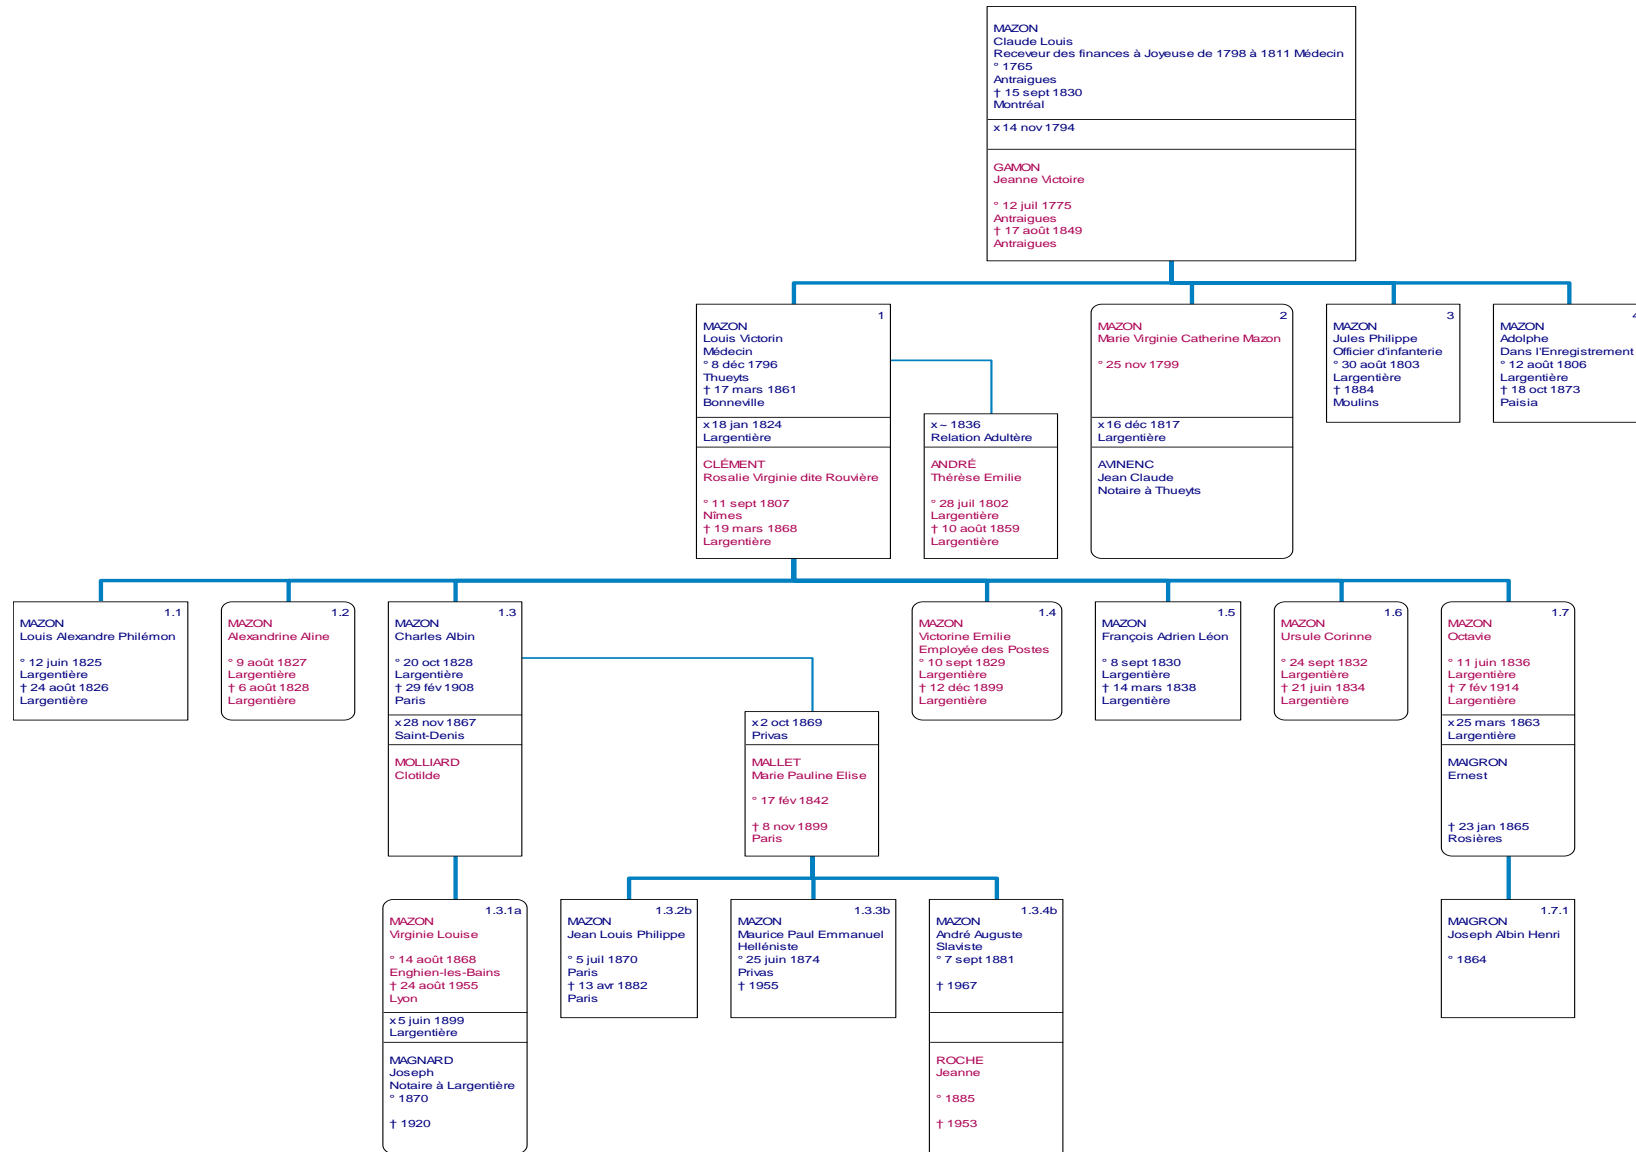 MAZON
Claude Louis
Receveur des finances à Joyeuse de 1798 à 1811 Médecin
° 1765
Antraigues
† 15 sept 1830
Montréal
x 14 nov 1794
GAMON
Jeanne Victoire
° 12 juil 1775
Antraigues
† 17 août 1849
Antraigues
1
MAZON
Louis Victorin
Médecin
° 8 déc 1796
Thueyts
† 17 mars 1861
Bonneville
x 18 jan 1824
Largentière
CLÉMENT
Rosalie Virginie dite Rouvière
° 11 sept 1807
Nîmes
† 19 mars 1868
Largentière
x ~ 1836
Relation Adultère
ANDRÉ
Thérèse Emilie
° 28 juil 1802
Largentière
† 10 août 1859
Largentière
2
MAZON
Marie Virginie Catherine Mazon
° 25 nov 1799
x 16 déc 1817
Largentière
AVINENC
Jean Claude
Notaire à Thueyts
3
MAZON
Jules Philippe
Officier d'infanterie
° 30 août 1803
Largentière
† 1884
Moulins
4
MAZON
Adolphe
Dans l'Enregistrement
° 12 août 1806
Largentière
† 18 oct 1873
Paisia
1.1
MAZON
Louis Alexandre Philémon
° 12 juin 1825
Largentière
† 24 août 1826
Largentière
1.2
MAZON
Alexandrine Aline
° 9 août 1827
Largentière
† 6 août 1828
Largentière
1.3
MAZON
Charles Albin
° 20 oct 1828
Largentière
† 29 fév 1908
Paris
x 28 nov 1867
Saint-Denis
MOLLIARD
Clotilde
x 2 oct 1869
Privas
MALLET
Marie Pauline Elise
° 17 fév 1842
† 8 nov 1899
Paris
1.4
MAZON
Victorine Emilie
Employée des Postes
° 10 sept 1829
Largentière
† 12 déc 1899
Largentière
1.5
MAZON
François Adrien Léon
° 8 sept 1830
Largentière
† 14 mars 1838
Largentière
1.6
MAZON
Ursule Corinne
° 24 sept 1832
Largentière
† 21 juin 1834
Largentière
1.7
MAZON
Octavie
° 11 juin 1836
Largentière
† 7 fév 1914
Largentière
x 25 mars 1863
Largentière
MAIGRON
Ernest
† 23 jan 1865
Rosières
1.3.1a
MAZON
Virginie Louise
° 14 août 1868
Enghien-les-Bains
† 24 août 1955
Lyon
x 5 juin 1899
Largentière
MAGNARD
Joseph
Notaire à Largentière
° 1870
† 1920
1.3.2b
MAZON
Jean Louis Philippe
° 5 juil 1870
Paris
† 13 avr 1882
Paris
1.3.3b
MAZON
Maurice Paul Emmanuel
Helléniste
° 25 juin 1874
Privas
† 1955
1.3.4b
MAZON
André Auguste
Slaviste
° 7 sept 1881
† 1967
ROCHE
Jeanne
° 1885
† 1953
1.7.1
MAIGRON
Joseph Albin Henri
° 1864